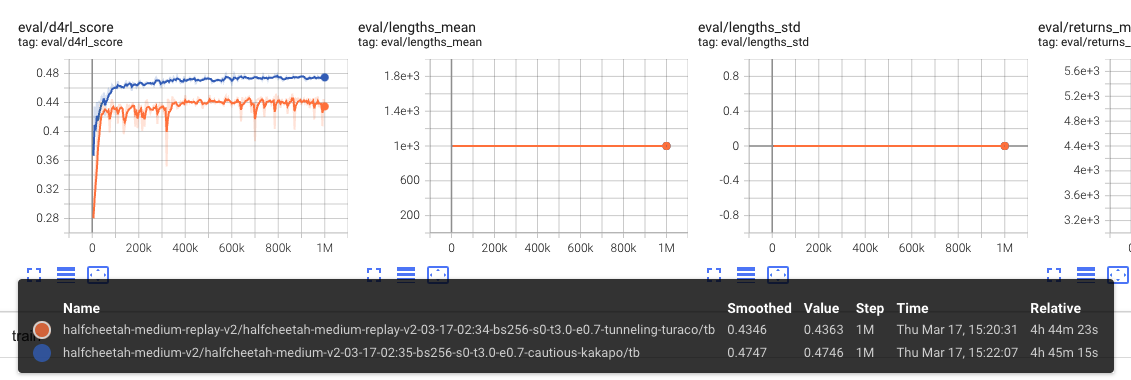 eval/d4rl_score
tag: eval/d4rl_score
0.48
0.44
0.4
0.36
0.32
0.28
0 200k 400k 600k 800k 1M
eval/lengths_mean
tag: eval/lengths_mean
1.8e+3
1.4e+3
1e+3
600
200
0 200k 400k 600k 800k 1M
eval/lengths_std
tag: eval/lengths_std
0.8
0.4
0
-0.4
-0.8
0 200k 400k 600k 800k 1M
eval/returns_m
tag: eval/returns_
5.6e+3
5.2e+3
4.8e+3
4.4e+3
4e+3
3.6e+3
3.2e+3
train
Name Smoothed Value Step Time Relative
halfcheetah-medium-replay-v2/halfcheetah-medium-replay-v2-03-17-02:34-bs256-s0-t3.0-e0.7-tunneling-turaco/tb 0.4346 0.4363 1M Thu Mar 17, 15:20:31 4h 44m 23s
halfcheetah-medium-v2/halfcheetah-medium-v2-03-17-02:35-bs256-s0-t3.0-e0.7-cautious-kakapo/tb 0.4747 0.4746 1M Thu Mar 17, 15:22:07 4h 45m 15s